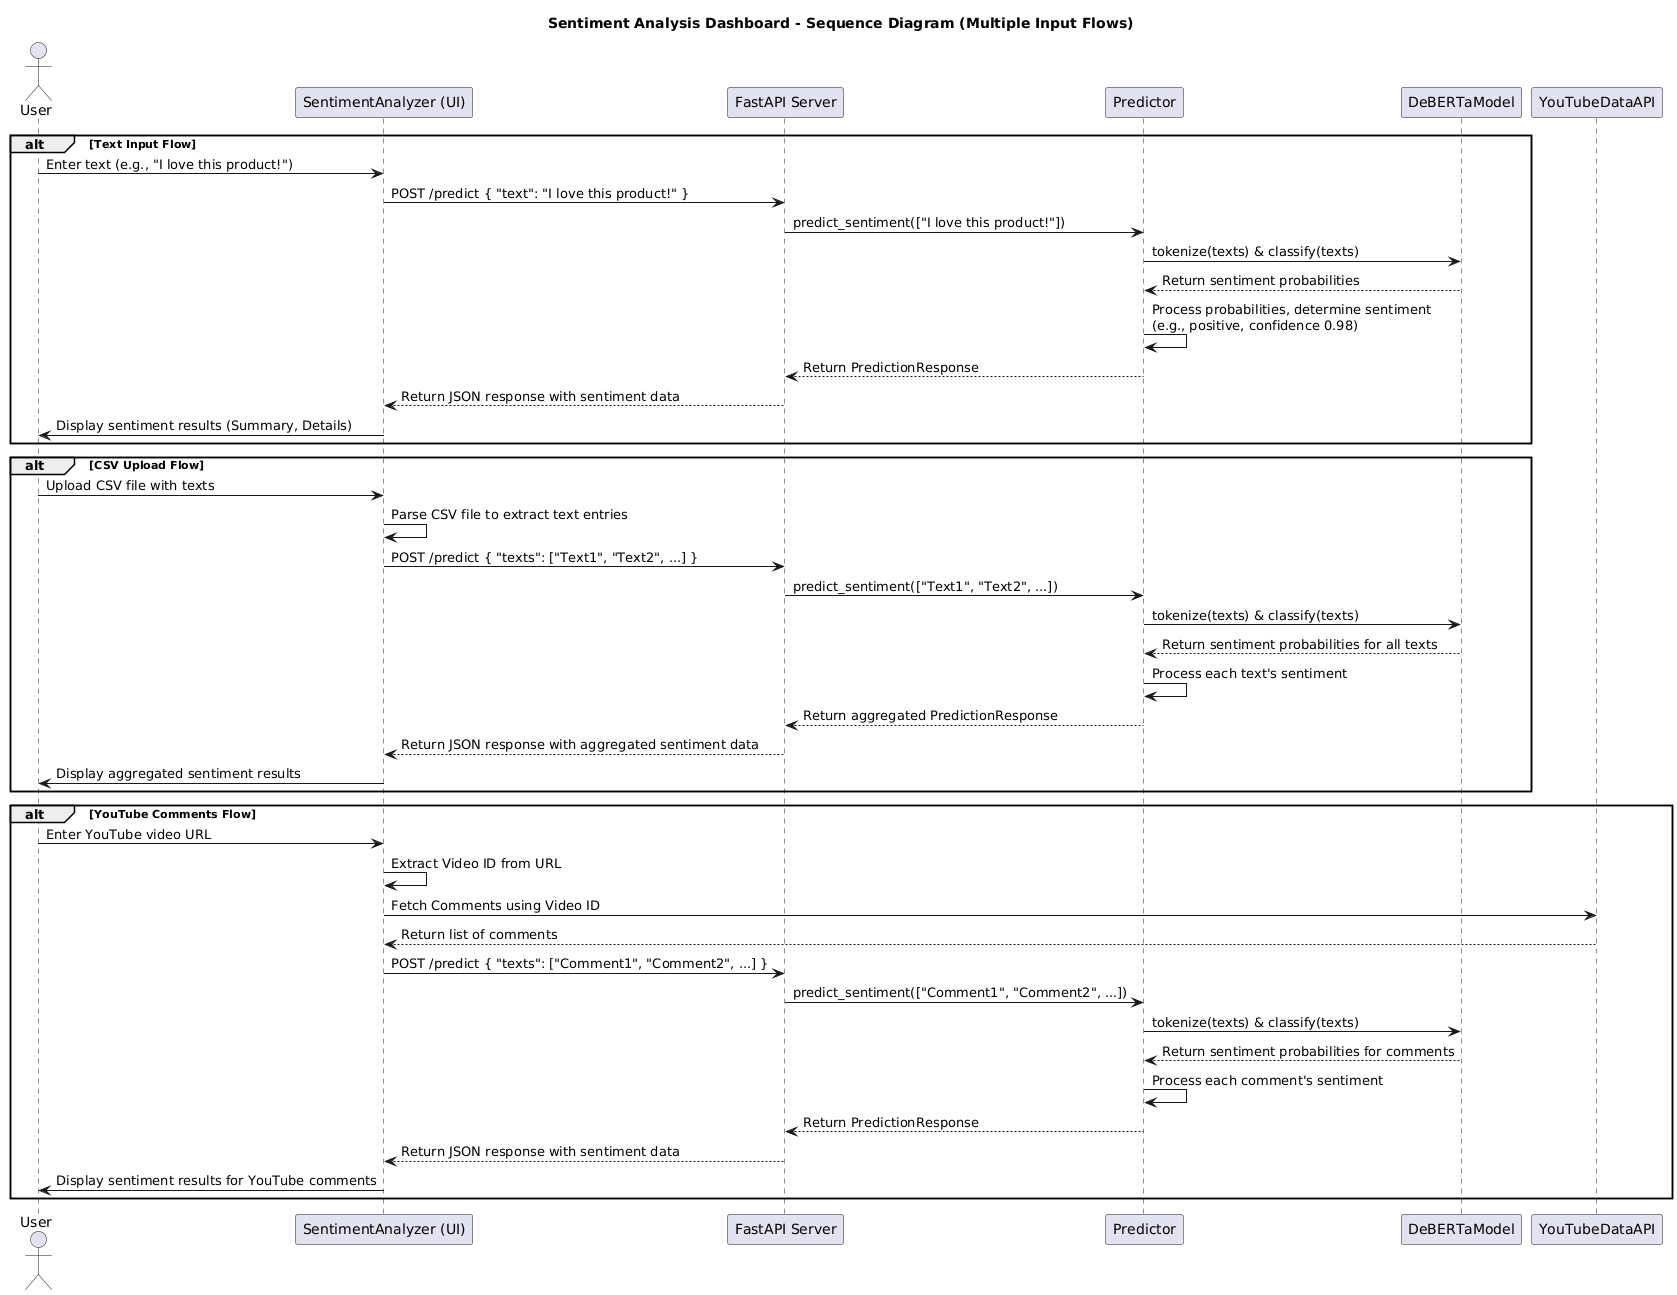 Sentiment Analysis Dashboard - Sequence Diagram (Multiple Input Flows)
User
SentimentAnalyzer (UI)
FastAPI Server
Predictor
DeBERTaModel
YouTubeDataAPI
alt [Text Input Flow]
Enter text (e.g., "I love this product!")
POST /predict { "text": "I love this product!" }
predict_sentiment(["I love this product!"])
tokenize(texts) & classify(texts)
Return sentiment probabilities
Process probabilities, determine sentiment
(e.g., positive, confidence 0.98)
Return PredictionResponse
Return JSON response with sentiment data
Display sentiment results (Summary, Details)
alt [CSV Upload Flow]
Upload CSV file with texts
Parse CSV file to extract text entries
POST /predict { "texts": ["Text1", "Text2", ...] }
predict_sentiment(["Text1", "Text2", ...])
tokenize(texts) & classify(texts)
Return sentiment probabilities for all texts
Process each text's sentiment
Return aggregated PredictionResponse
Return JSON response with aggregated sentiment data
Display aggregated sentiment results
alt [YouTube Comments Flow]
Enter YouTube video URL
Extract Video ID from URL
Fetch Comments using Video ID
Return list of comments
POST /predict { "texts": ["Comment1", "Comment2", ...] }
predict_sentiment(["Comment1", "Comment2", ...])
tokenize(texts) & classify(texts)
Return sentiment probabilities for comments
Process each comment's sentiment
Return PredictionResponse
Return JSON response with sentiment data
Display sentiment results for YouTube comments
User
SentimentAnalyzer (UI)
FastAPI Server
Predictor
DeBERTaModel
YouTubeDataAPI